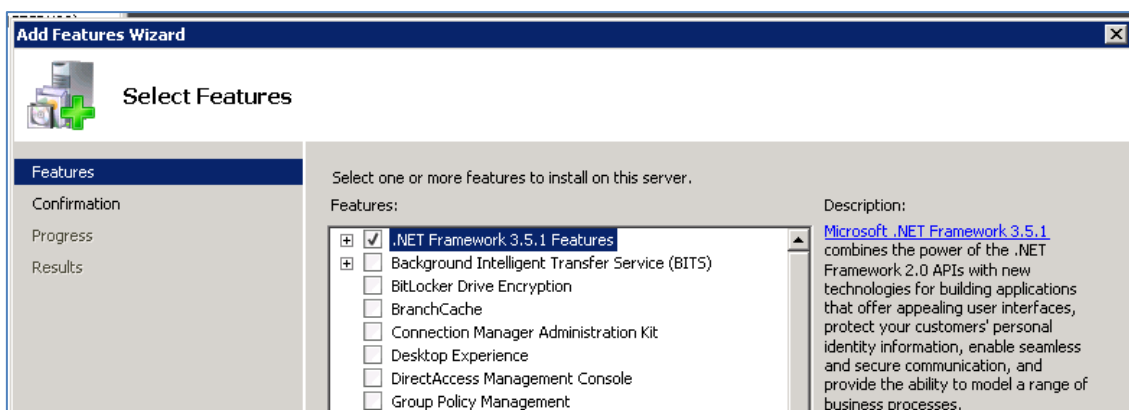 Add Features Wizard
Select Features
Features
Confirmation
Progress
Results
Select one or more features to install on this server.
Features:
.NET Framework 3.5.1 Features
Background Intelligent Transfer Service (BITS)
BitLocker Drive Encryption
BranchCache
Connection Manager Administration Kit
Desktop Experience
DirectAccess Management Console
Group Policy Management
Description:
Microsoft .NET Framework 3.5.1
combines the power of the .NET
Framework 2.0 APIs with new
technologies for building applications
that offer appealing user interfaces,
protect your customers' personal
identity information, enable seamless
and secure communication, and
provide the ability to model a range of
business processes.